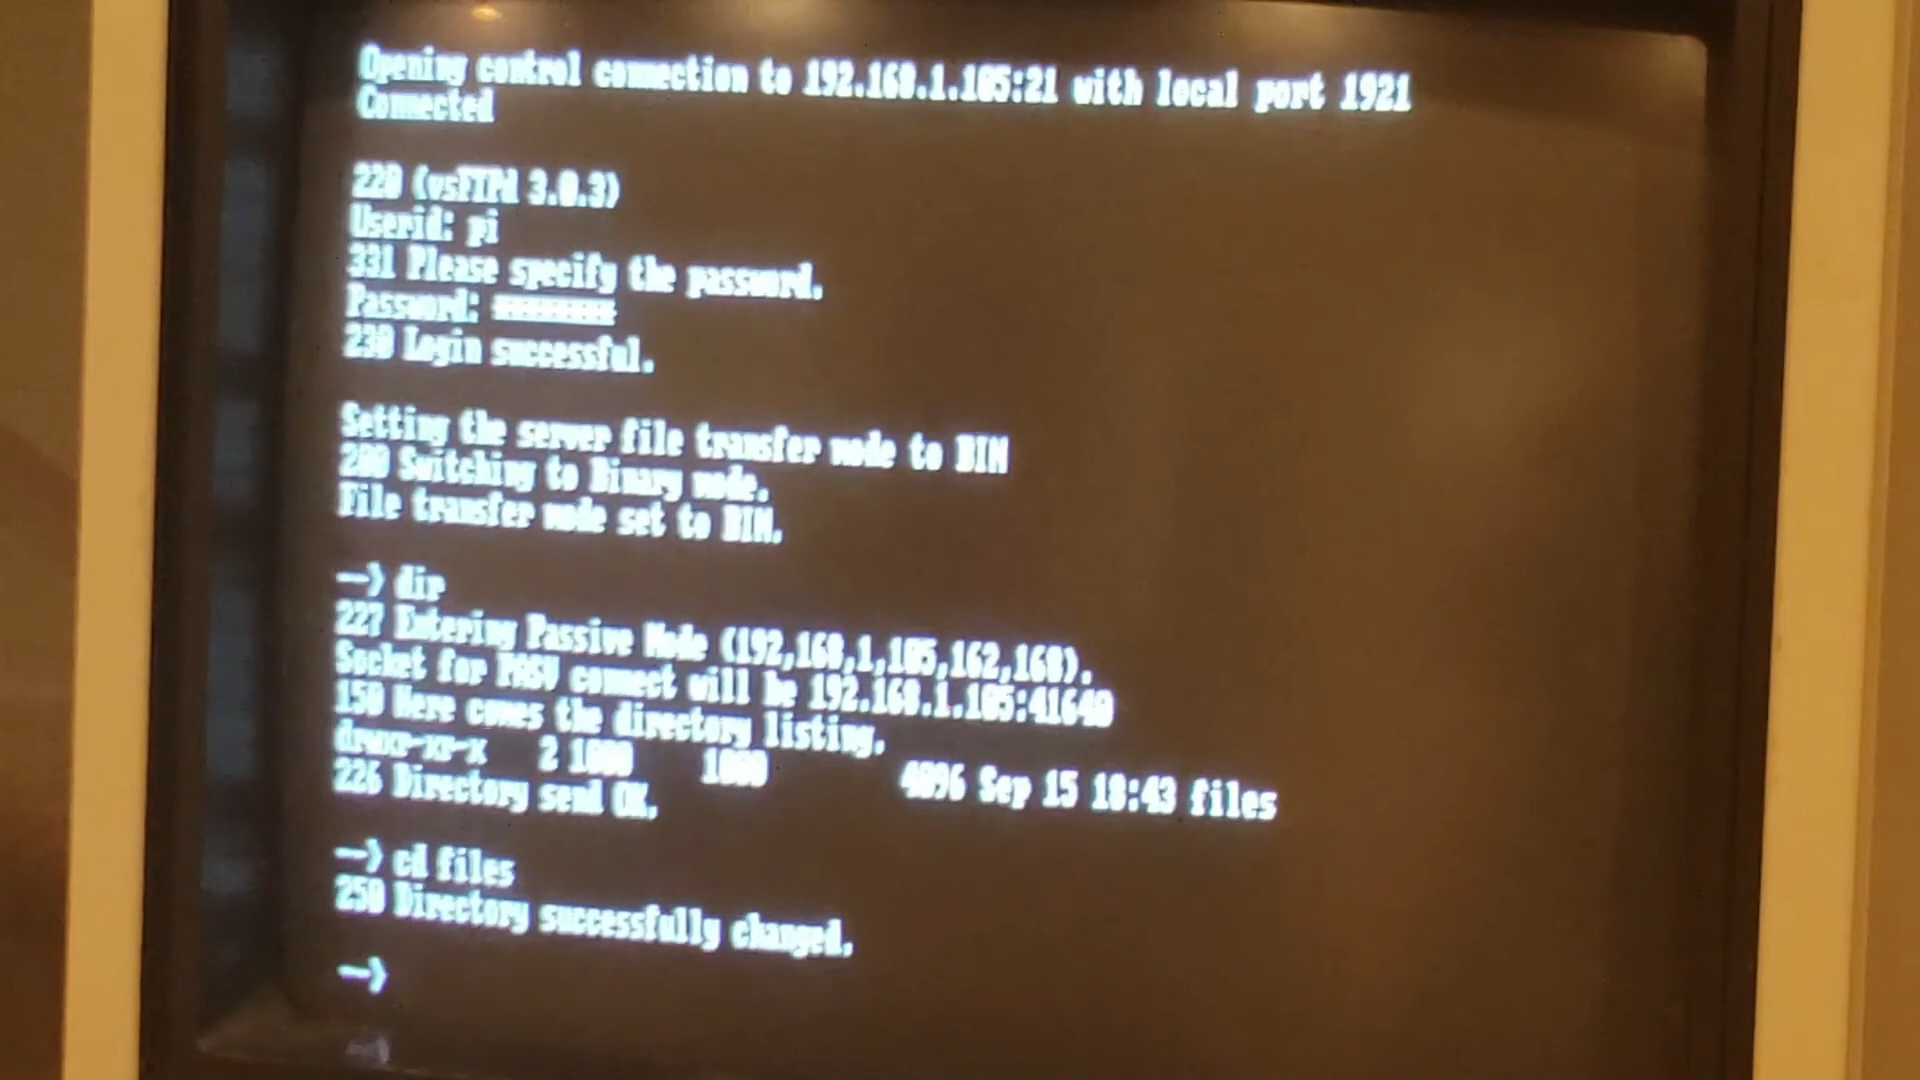 Opening control connection to 192.168.1.105:21 with local port 1921
Connected
220 (vsFTPd 3.0.3)
Userid: pi
331 Please specify the password.
Password: *********
230 Login successful.
Setting the server file transfer mode to BIN
200 Switching to Binary mode.
File transfer mode set to BIN.
--> dir
227 Entering Passive Mode (192,168,1,105,162,168).
Socket for PASV connect will be 192.168.1.105:41640
150 Here comes the directory listing.
drwxr-xr-x 2 1000 1000 4096 Sep 15 18:43 files
226 Directory send OK.
--> cd files
250 Directory successfully changed.
-->